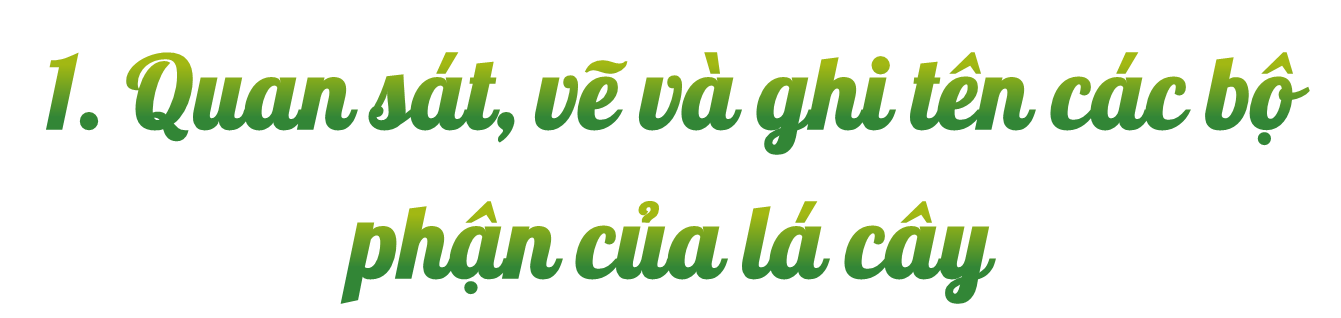 1. Quan sát, vẽ và ghi tên các bộ
phận của lá cây